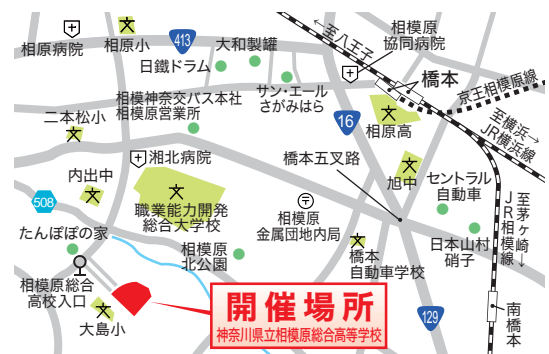 相原病院
相原小
413
大和製罐
日鐵ドラム
サン・エール
さがみはら
←至八王子
相模原
協同病院
橋本
京王相原線
至横浜→
JR横浜線
16
相原高
二本松小
相模神奈交バス本社
相模原営業所
湘北病院
橋本五叉路
旭中
セントラル
自動車
至茅ヶ崎→
JR相模線
内出中
508
職業能力開発
総合大学校
相模原
金属団地内局
日本山村
硝子
たんぽぽの家
相模原
北公園
橋本
自動車学校
相模原総合
高校入口
大島小
開催場所
神奈川県立相模原総合高等学校
129
南橋本